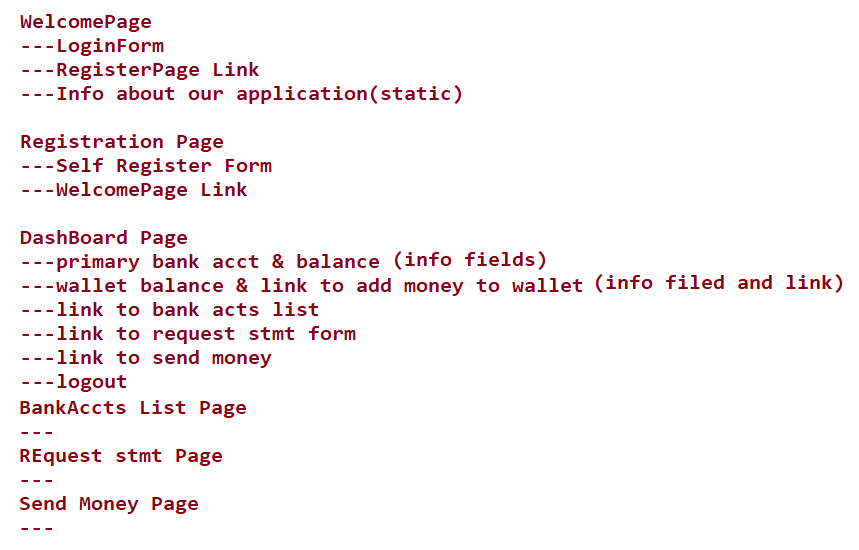 WelcomePage
---LoginForm
---RegisterPage Link
---Info about our application(static)
Registration Page
---Self Register Form
---WelcomePage Link
DashBoard Page
---primary bank acct & balance (info fields)
---wallet balance & link to add money to wallet (info filed and link)
---link to bank acts list
---link to request stmt form
---link to send money
---logout
BankAccts List Page
---
REquest stmt Page
---
Send Money Page
---